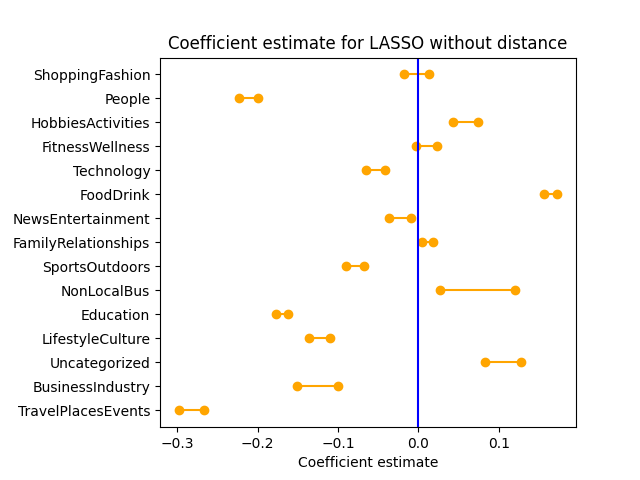 Coefficient estimate for LASSO without distance
ShoppingFashion
People
HobbiesActivities
FitnessWellness
Technology
FoodDrink
NewsEntertainment
FamilyRelationships
SportsOutdoors
NonLocalBus
Education
LifestyleCulture
Uncategorized
BusinessIndustry
TravelPlacesEvents
−0.3 −0.2 −0.1 0.0 0.1
Coefficient estimate